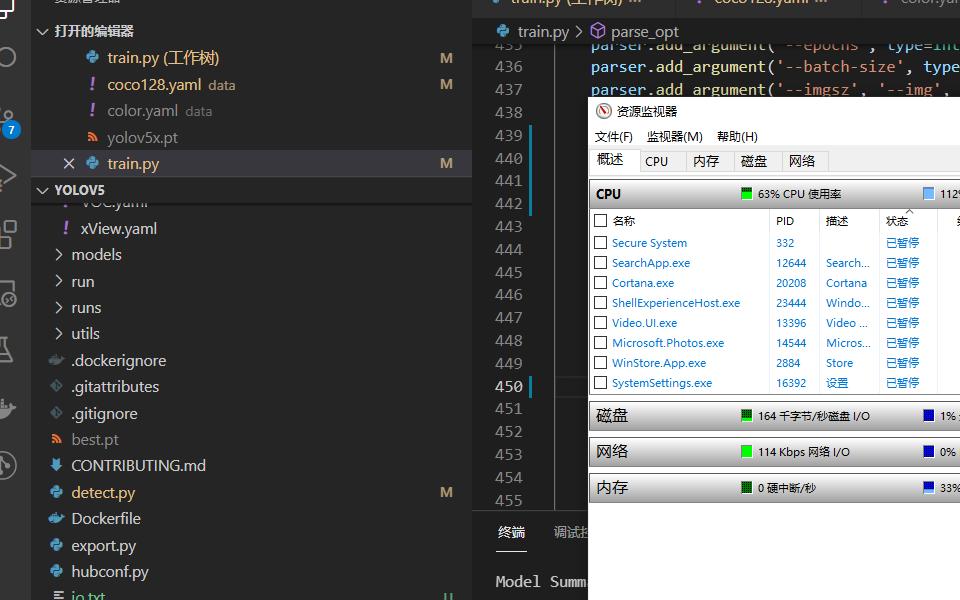 资源管理器
打开的编辑器
train.py (工作树) M
coco128.yaml data M
color.yaml data
yolov5x.pt
train.py M
YOLOV5
VOC.yaml
xView.yaml
models
run
runs
utils
.dockerignore
.gitattributes
.gitignore
best.pt
CONTRIBUTING.md
detect.py M
Dockerfile
export.py
hubconf.py
io.txt U
7
train.py (工作树)
coco128.yaml
color.yaml
train.py > parse_opt
435 parser.add_argument('--epochs', type=int
436 parser.add_argument('--batch-size', type
437 parser.add_argument('--imgsz', '--img',
438
439
440
441
442
443
444
445
446
447
448
449
450
451
452
453
454
455
终端 调试控
Model Summ
资源监视器
文件(F) 监视器(M) 帮助(H)
概述 CPU 内存 磁盘 网络
CPU 63% CPU 使用率 112%
名称 PID 描述 状态
Secure System 332 已暂停
SearchApp.exe 12644 Search... 已暂停
Cortana.exe 20208 Cortana 已暂停
ShellExperienceHost.exe 23444 Windo... 已暂停
Video.UI.exe 13396 Video ... 已暂停
Microsoft.Photos.exe 14544 Micros... 已暂停
WinStore.App.exe 2884 Store 已暂停
SystemSettings.exe 16392 设置 已暂停
磁盘 164 千字节/秒磁盘 I/O 1%
网络 114 Kbps 网络 I/O 0%
内存 0 硬中断/秒 33%